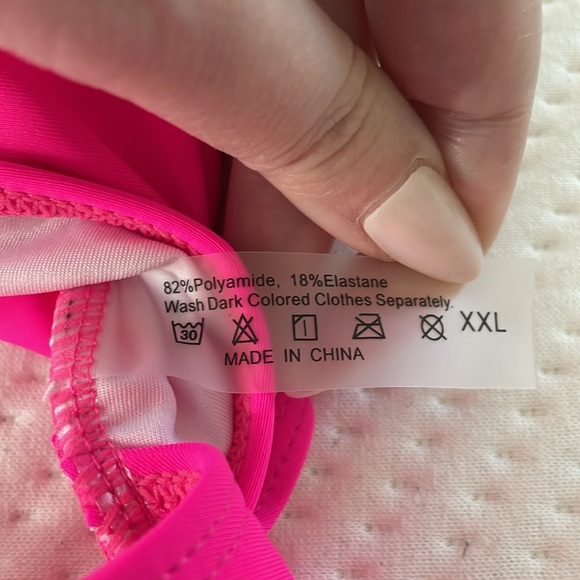 82%Polyamide, 18%Elastane
Wash Dark Colored Clothes Separately.
30 XXL
MADE IN CHINA